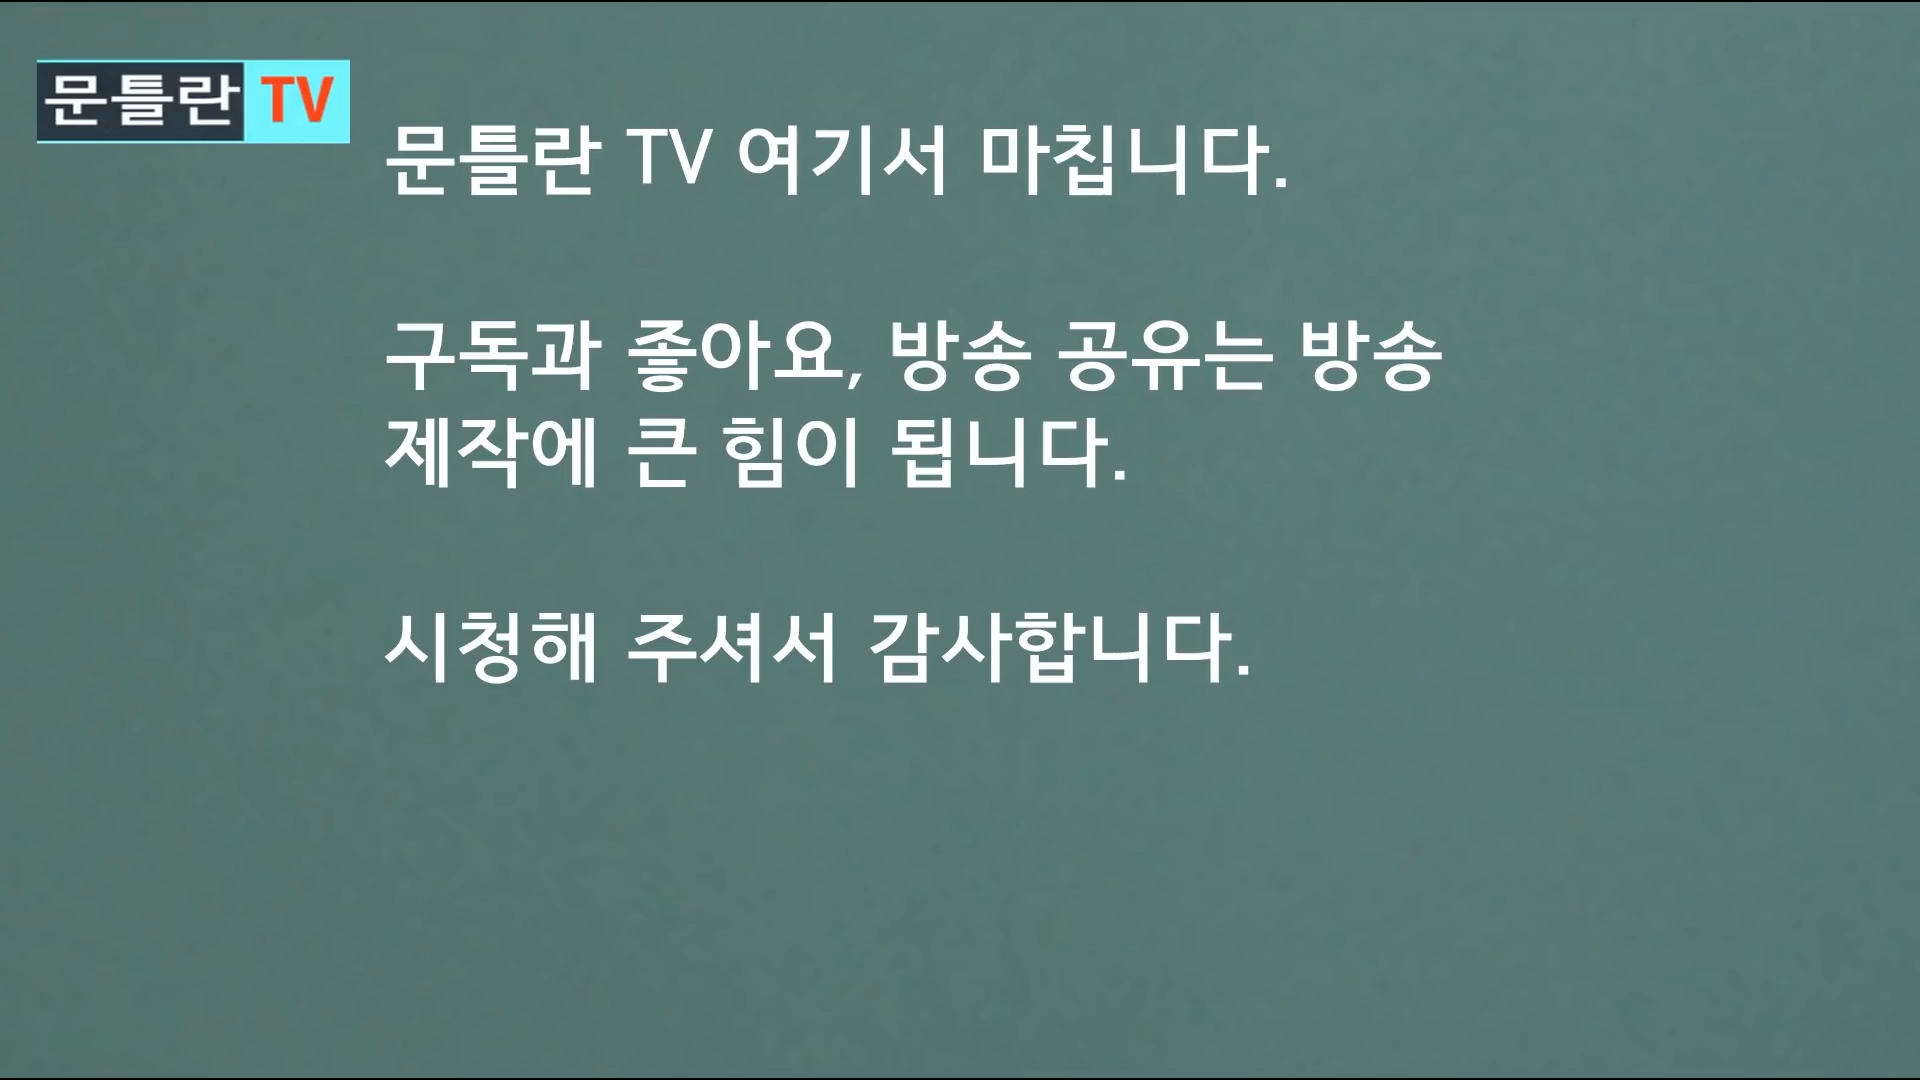 문틀란 TV
문틀란 TV 여기서 마칩니다.
구독과 좋아요, 방송 공유는 방송
제작에 큰 힘이 됩니다.
시청해 주셔서 감사합니다.